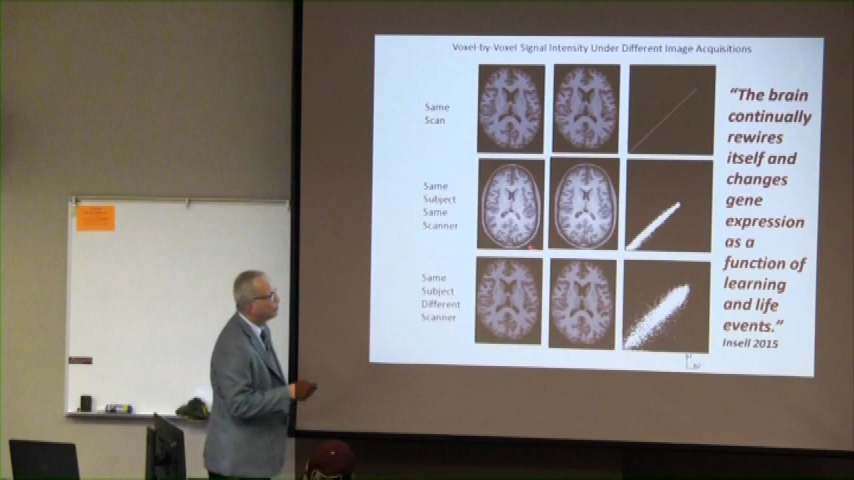 Voxel-by-Voxel Signal Intensity Under Different Image Acquisitions
Same
Scan
Same
Subject
Same
Scanner
Same
Subject
Different
Scanner
“The brain
continually
rewires
itself and
changes
gene
expression
as a
function of
learning
and life
events.”
Insell 2015